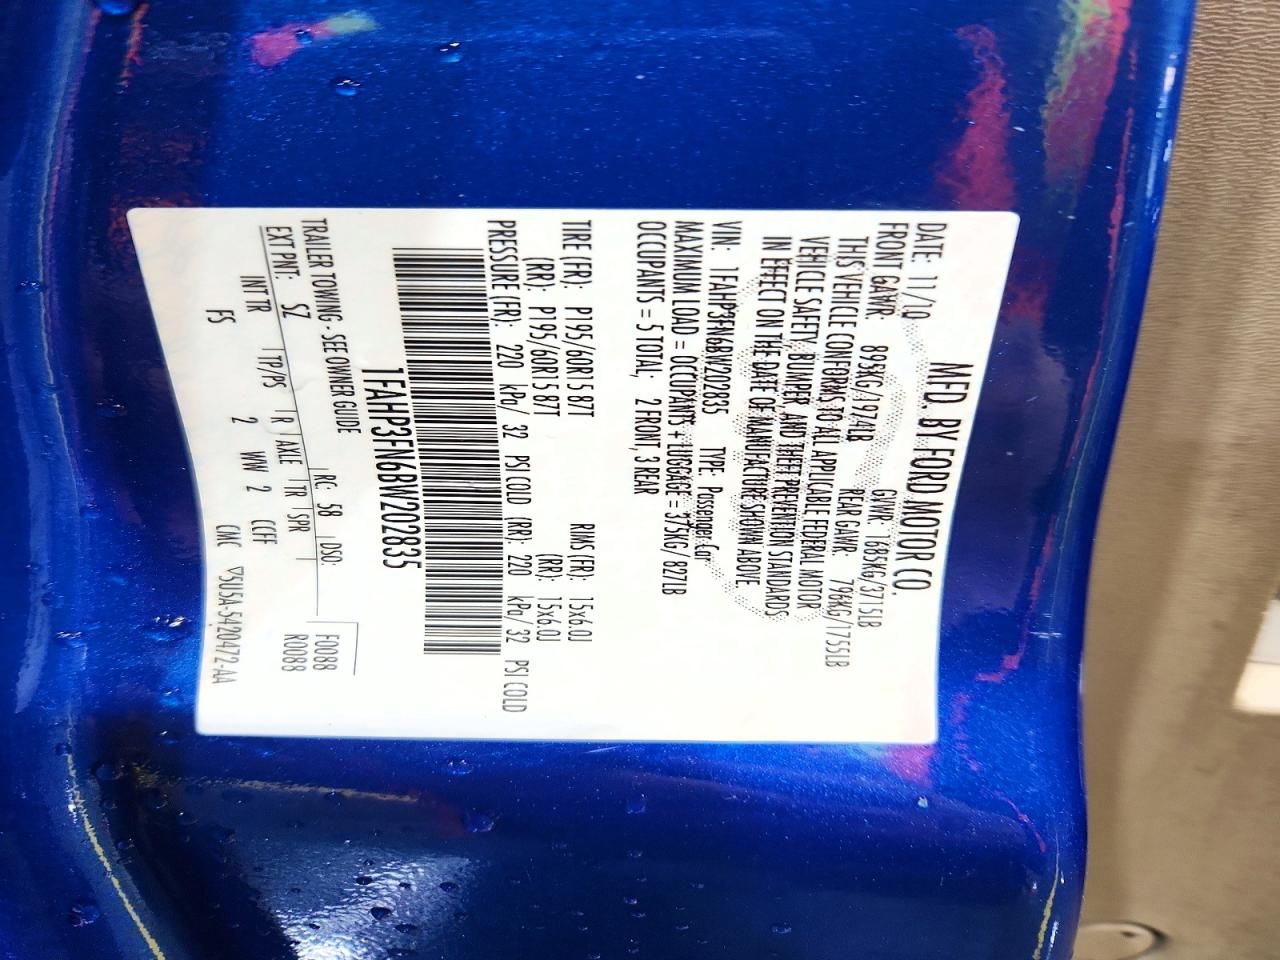 MFD. BY FORD MOTOR CO.
DATE: 11/10 GVWR: 1685KG/3715LB
FRONT GAWR: 895KG/1974LB REAR GAWR: 796KG/1755LB
THIS VEHICLE CONFORMS TO ALL APPLICABLE FEDERAL MOTOR
VEHICLE SAFETY, BUMPER, AND THEFT PREVENTION STANDARDS
IN EFFECT ON THE DATE OF MANUFACTURE SHOWN ABOVE.
VIN: 1FAHP3FN6BW202835 TYPE: Passenger Car
MAXIMUM LOAD = OCCUPANTS + LUGGAGE = 375KG/827LB
OCCUPANTS = 5 TOTAL; 2 FRONT, 3 REAR
TIRE (FR): P195/60R15 87T RIMS (FR): 15x6.0J
(RR): P195/60R15 87T (RR): 15x6.0J
PRESSURE (FR): 220 kPa/ 32 PSI COLD (RR): 220 kPa/ 32 PSI COLD
1FAHP3FN6BW202835
TRAILER TOWING - SEE OWNER GUIDE
EXT PNT: SZ RC: 58 DSO: F0088
R0088
INT TR TP/PS R AXLE TR SPR
FS 2 WW 2 CCFF
CMC ▽5U5A-5420472-AA